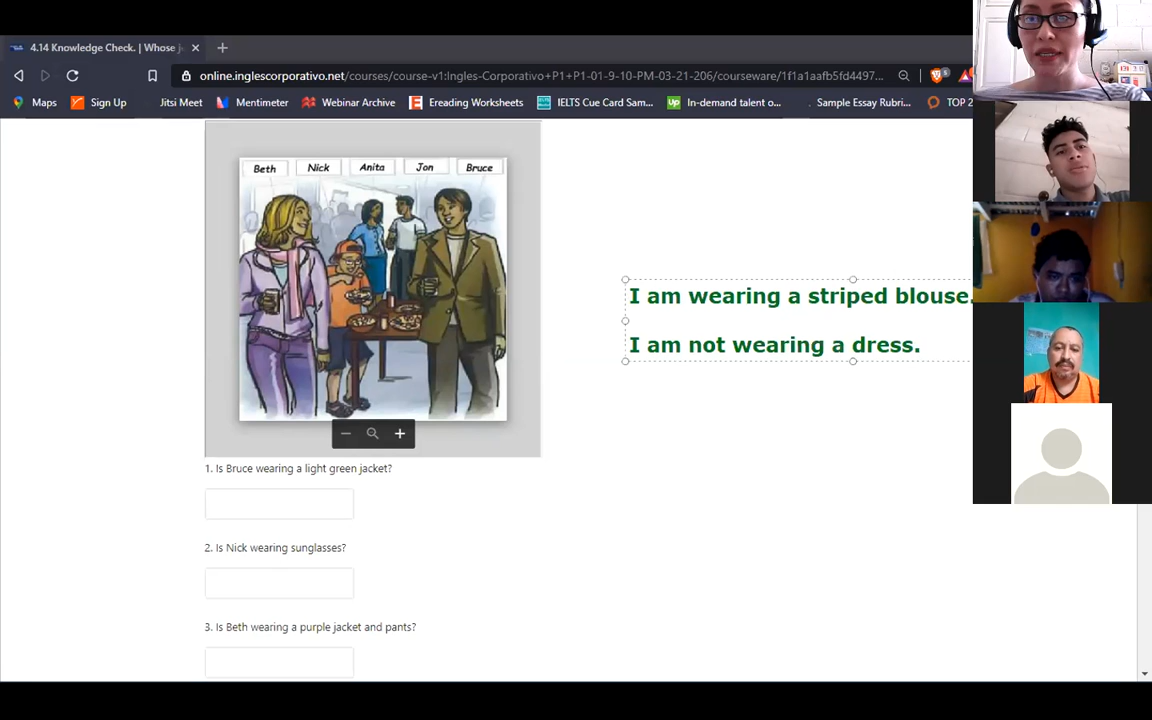 4.14 Knowledge Check. | Whose j
online.inglescorporativo.net/courses/course-v1:Ingles-Corporativo+P1+P1-01-9-10-PM-03-21-206/courseware/1f1a1aafb5fd4497...
Maps Sign Up Jitsi Meet Mentimeter Webinar Archive Ereading Worksheets IELTS Cue Card Sam... In-demand talent o... Sample Essay Rubri... TOP 2
Beth Nick Anita Jon Bruce
I am wearing a striped blouse.
I am not wearing a dress.
1. Is Bruce wearing a light green jacket?
2. Is Nick wearing sunglasses?
3. Is Beth wearing a purple jacket and pants?